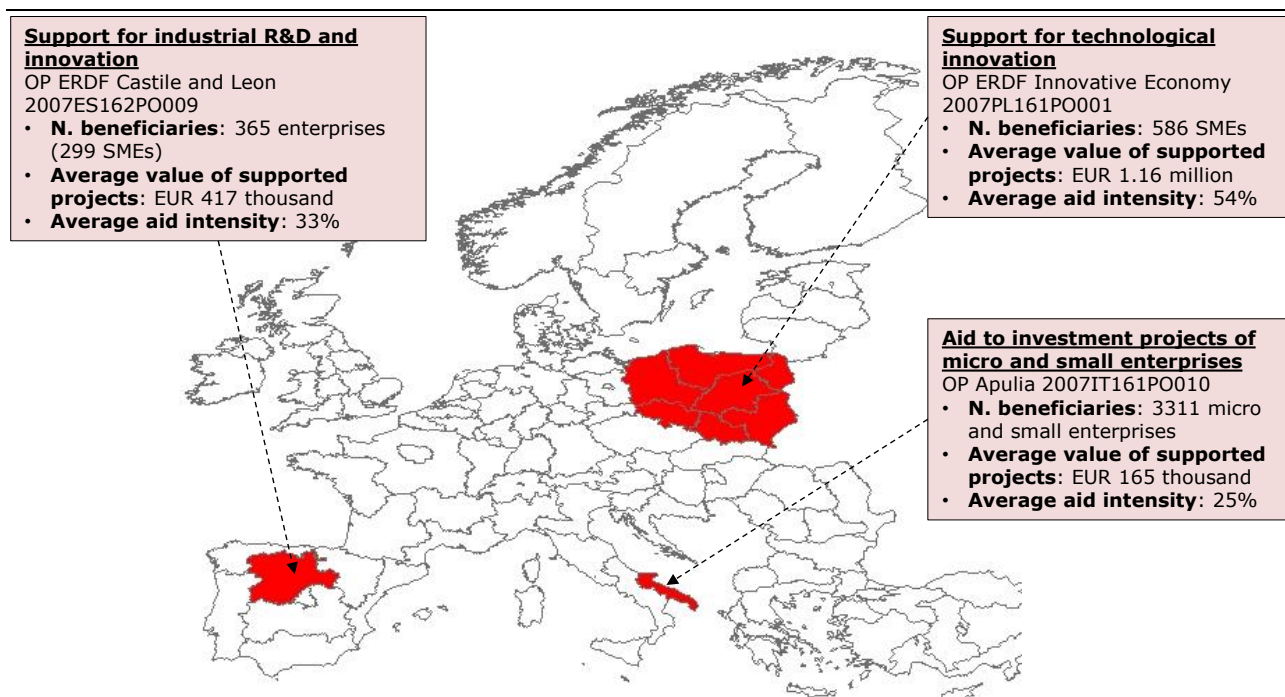 Support for industrial R&D and
innovation
OP ERDF Castile and Leon
2007ES162PO009
• N. beneficiaries: 365 enterprises
(299 SMEs)
• Average value of supported
projects: EUR 417 thousand
• Average aid intensity: 33%
Support for technological
innovation
OP ERDF Innovative Economy
2007PL161PO001
• N. beneficiaries: 586 SMEs
• Average value of supported
projects: EUR 1.16 million
• Average aid intensity: 54%
Aid to investment projects of
micro and small enterprises
OP Apulia 2007IT161PO010
• N. beneficiaries: 3311 micro
and small enterprises
• Average value of supported
projects: EUR 165 thousand
• Average aid intensity: 25%